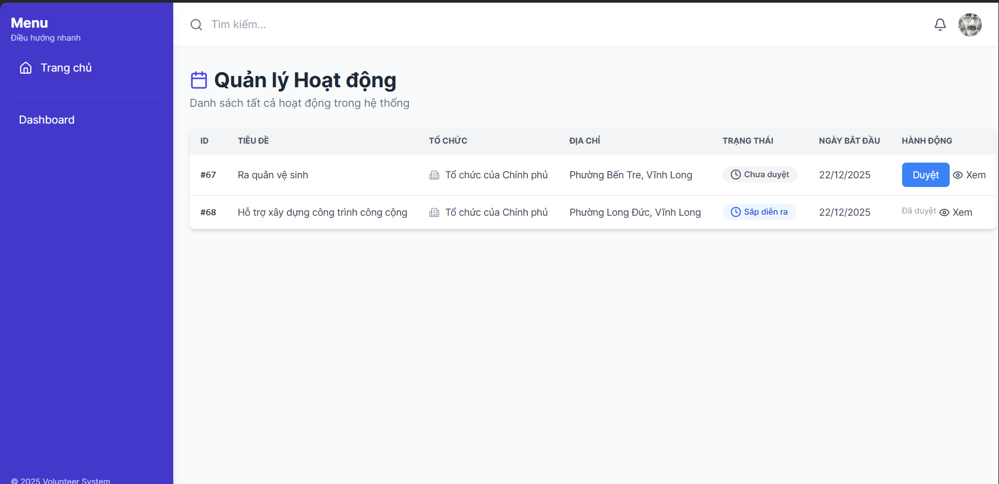 Menu
Điều hướng nhanh
Trang chủ
Dashboard
© 2025 Volunteer System
Tìm kiếm...
Quản lý Hoạt động
Danh sách tất cả hoạt động trong hệ thống
ID TIÊU ĐỀ TỔ CHỨC ĐỊA CHỈ TRẠNG THÁI NGÀY BẮT ĐẦU HÀNH ĐỘNG
#67 Ra quân vệ sinh Tổ chức của Chính phủ Phường Bến Tre, Vĩnh Long Chưa duyệt 22/12/2025 Duyệt Xem
#68 Hỗ trợ xây dựng công trình công cộng Tổ chức của Chính phủ Phường Long Đức, Vĩnh Long Sắp diễn ra 22/12/2025 Đã duyệt Xem